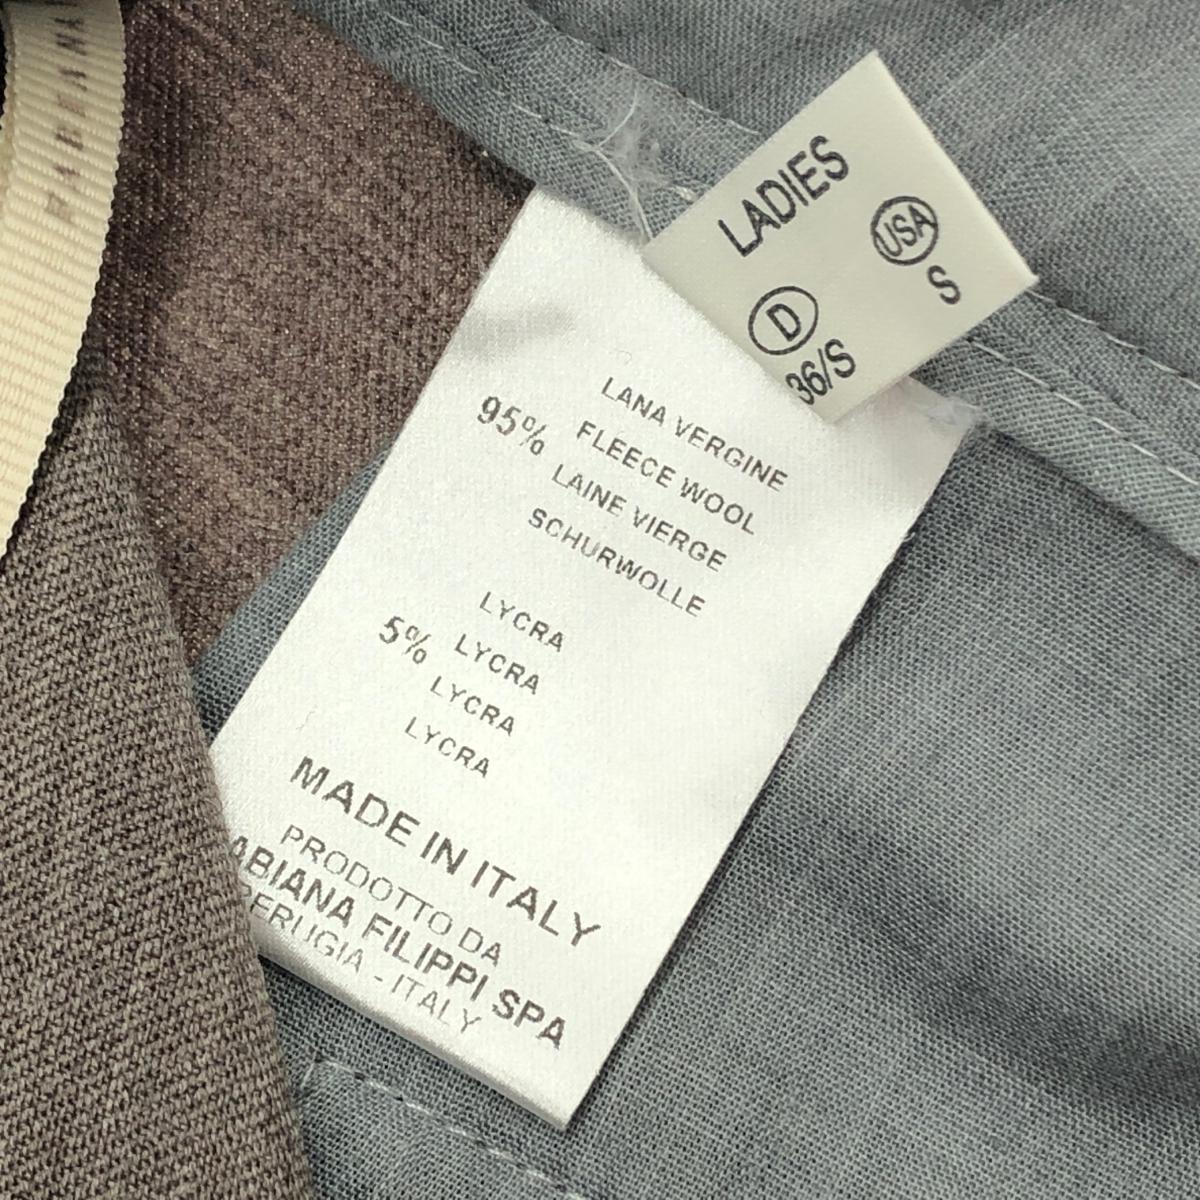 LADIES
USA
S
D
36/S
LANA VERGINE
95% FLEECE WOOL
LAINE VIERGE
SCHURWOLLE
LYCRA
5% LYCRA
LYCRA
LYCRA
MADE IN ITALY
PRODOTTO DA
ABIANA FILIPPI SPA
ERUGIA - ITALY